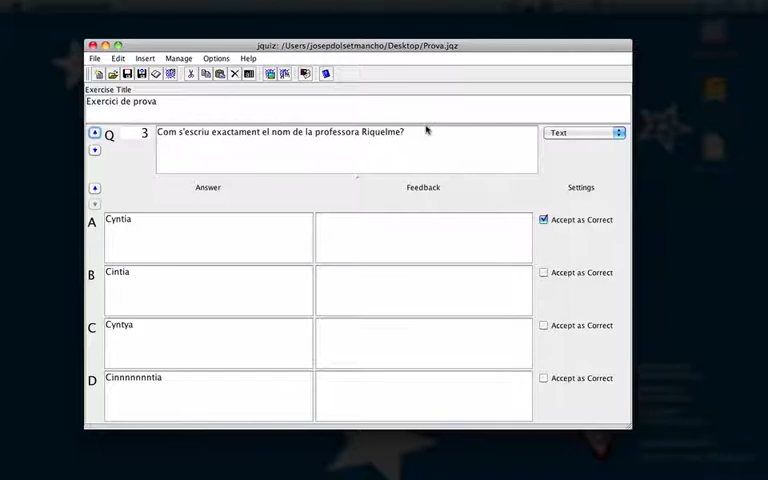 jquiz: /Users/josepdolsetmancho/Desktop/Prova.jqz
File Edit Insert Manage Options Help
Exercise Title
Exercici de prova
Q 3 Com s'escriu exactament el nom de la professora Riquelme? Text
Answer Feedback Settings
A Cyntia Accept as Correct
B Cintia Accept as Correct
C Cyntya Accept as Correct
D Cinnnnnnntia Accept as Correct